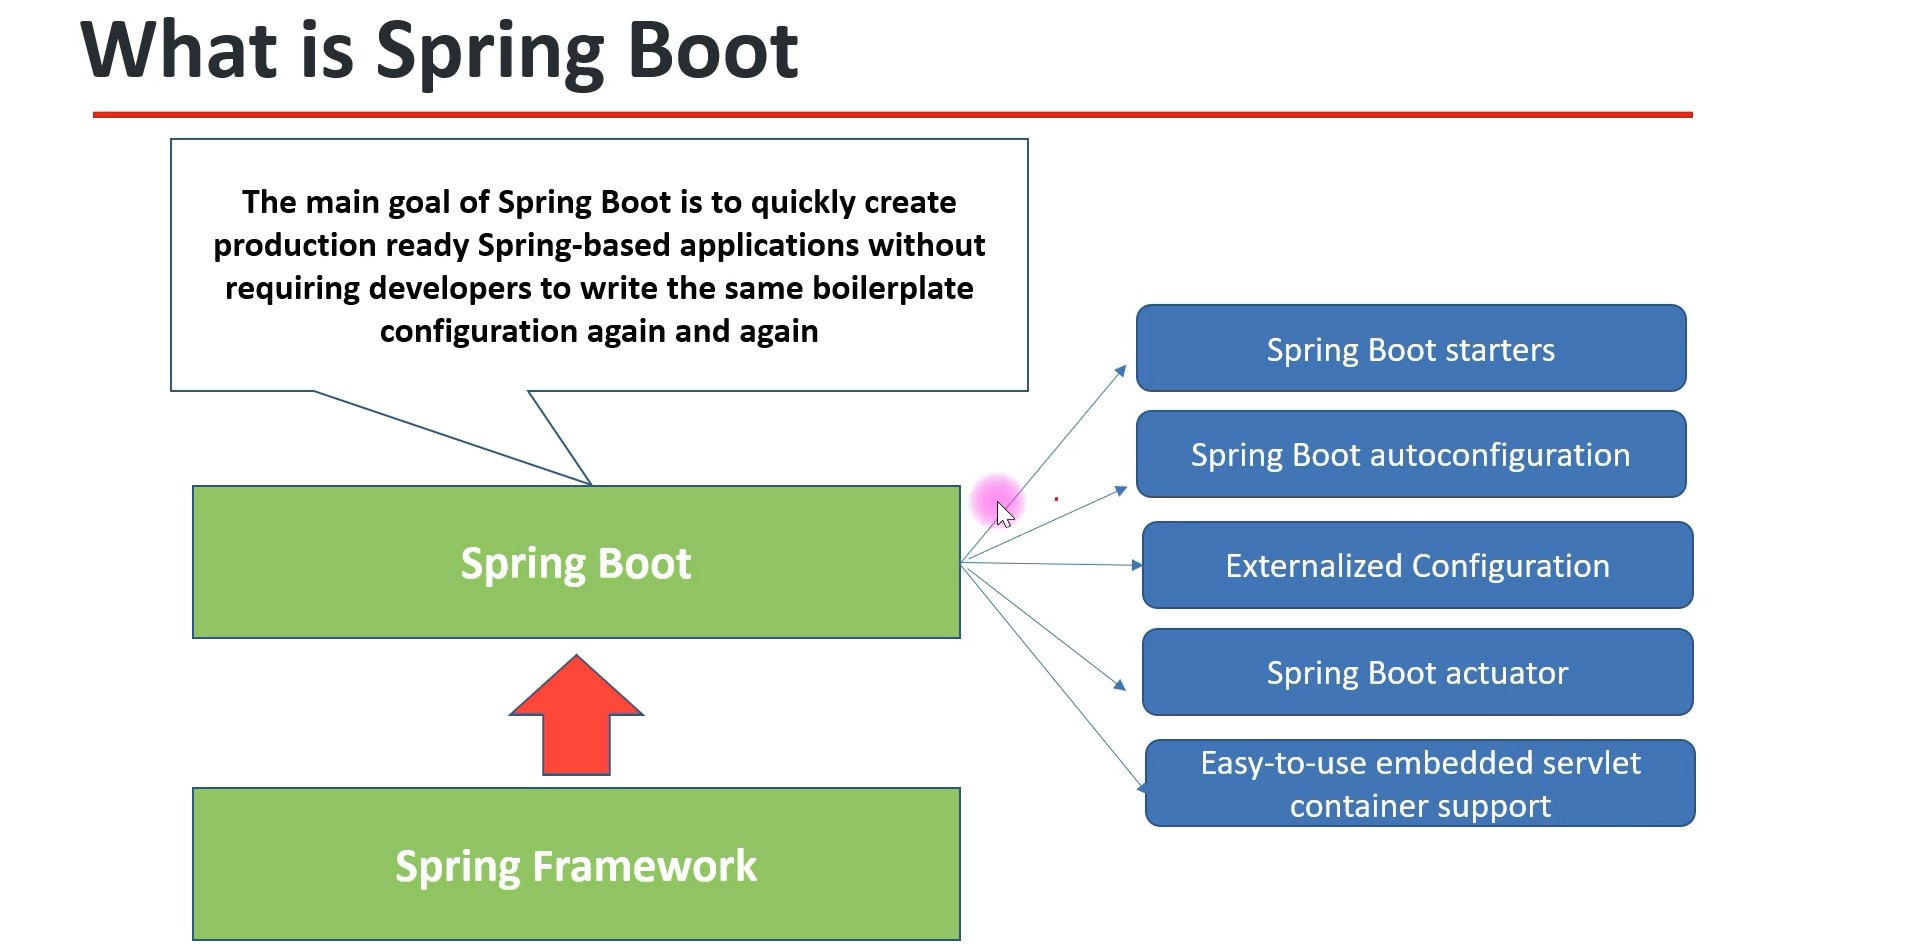 What is Spring Boot
The main goal of Spring Boot is to quickly create
production ready Spring-based applications without
requiring developers to write the same boilerplate
configuration again and again
Spring Boot
Spring Framework
Spring Boot starters
Spring Boot autoconfiguration
Externalized Configuration
Spring Boot actuator
Easy-to-use embedded servlet
container support